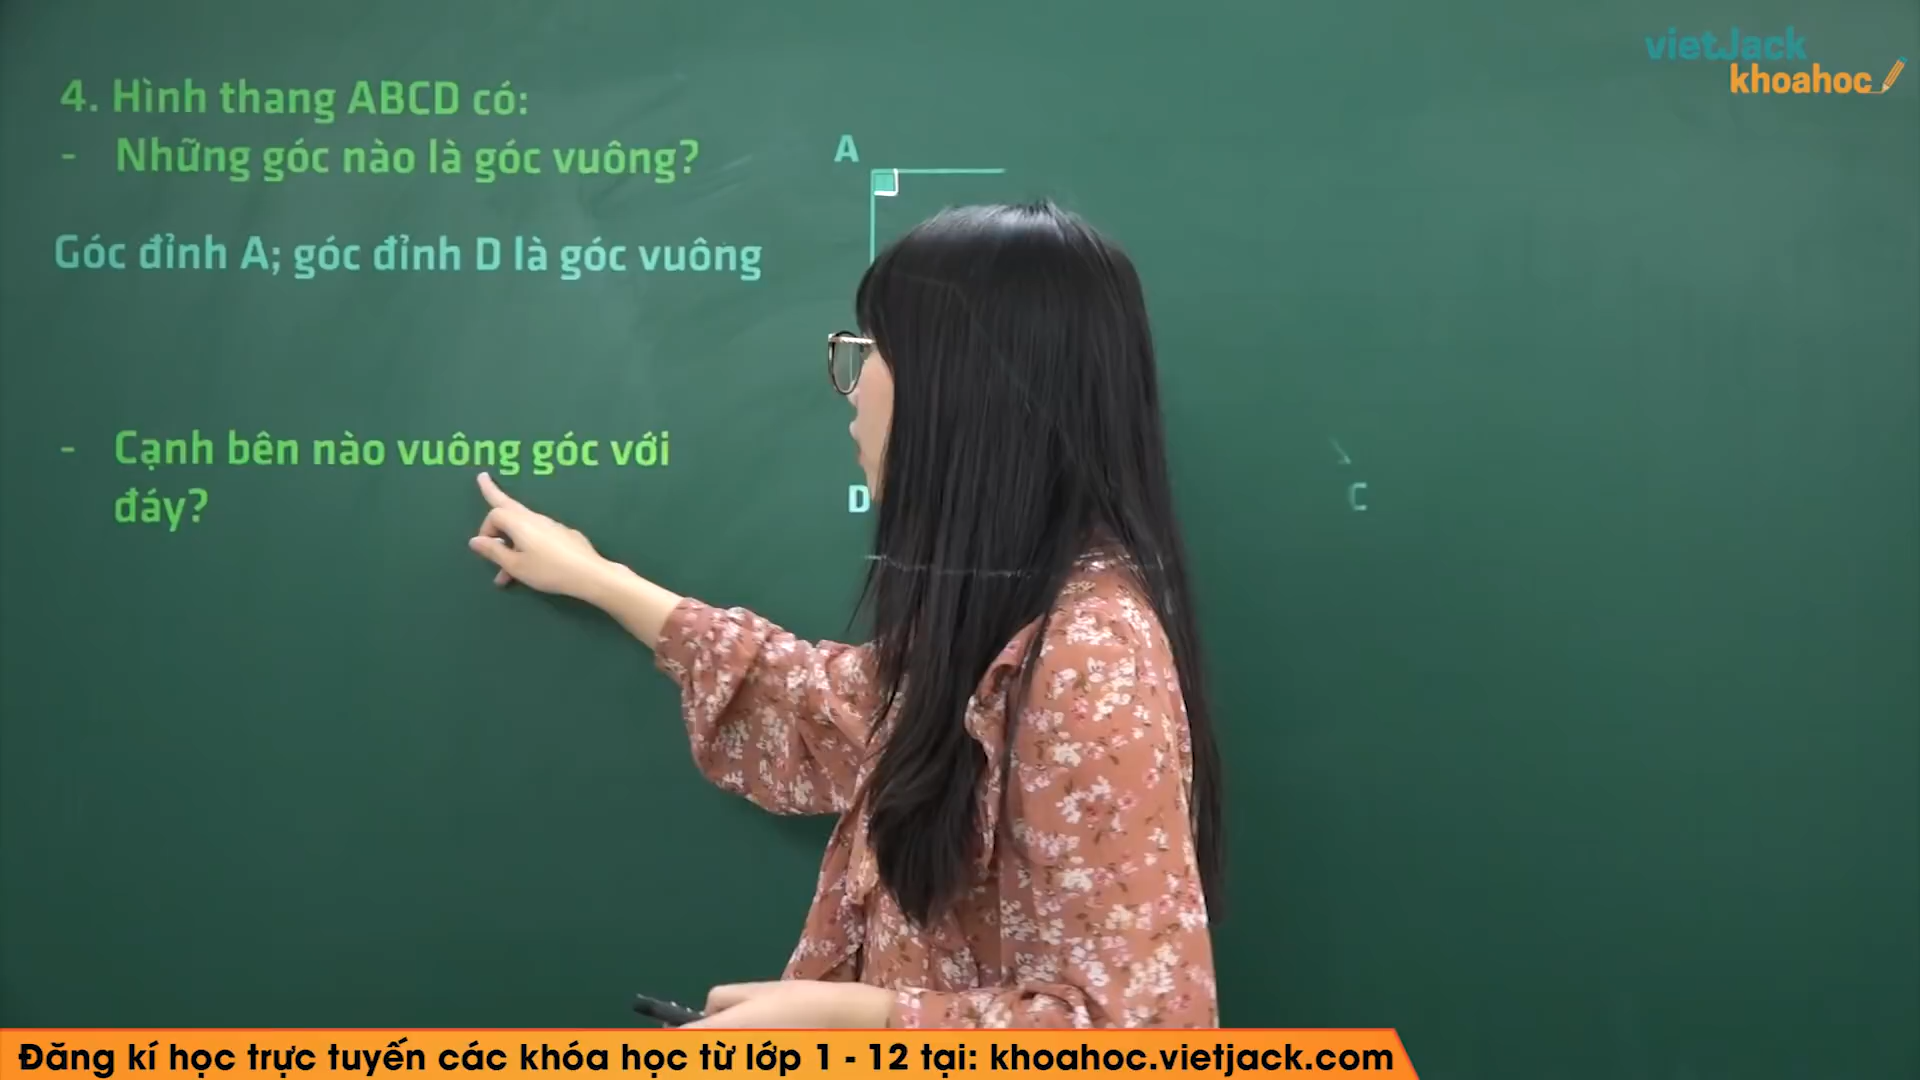 vietJack
khoahoc
4. Hình thang ABCD có:
- Những góc nào là góc vuông?
Góc đỉnh A; góc đỉnh D là góc vuông
- Cạnh bên nào vuông góc với
đáy?
A
D
C
Đăng kí học trực tuyến các khóa học từ lớp 1 - 12 tại: khoahoc.vietjack.com